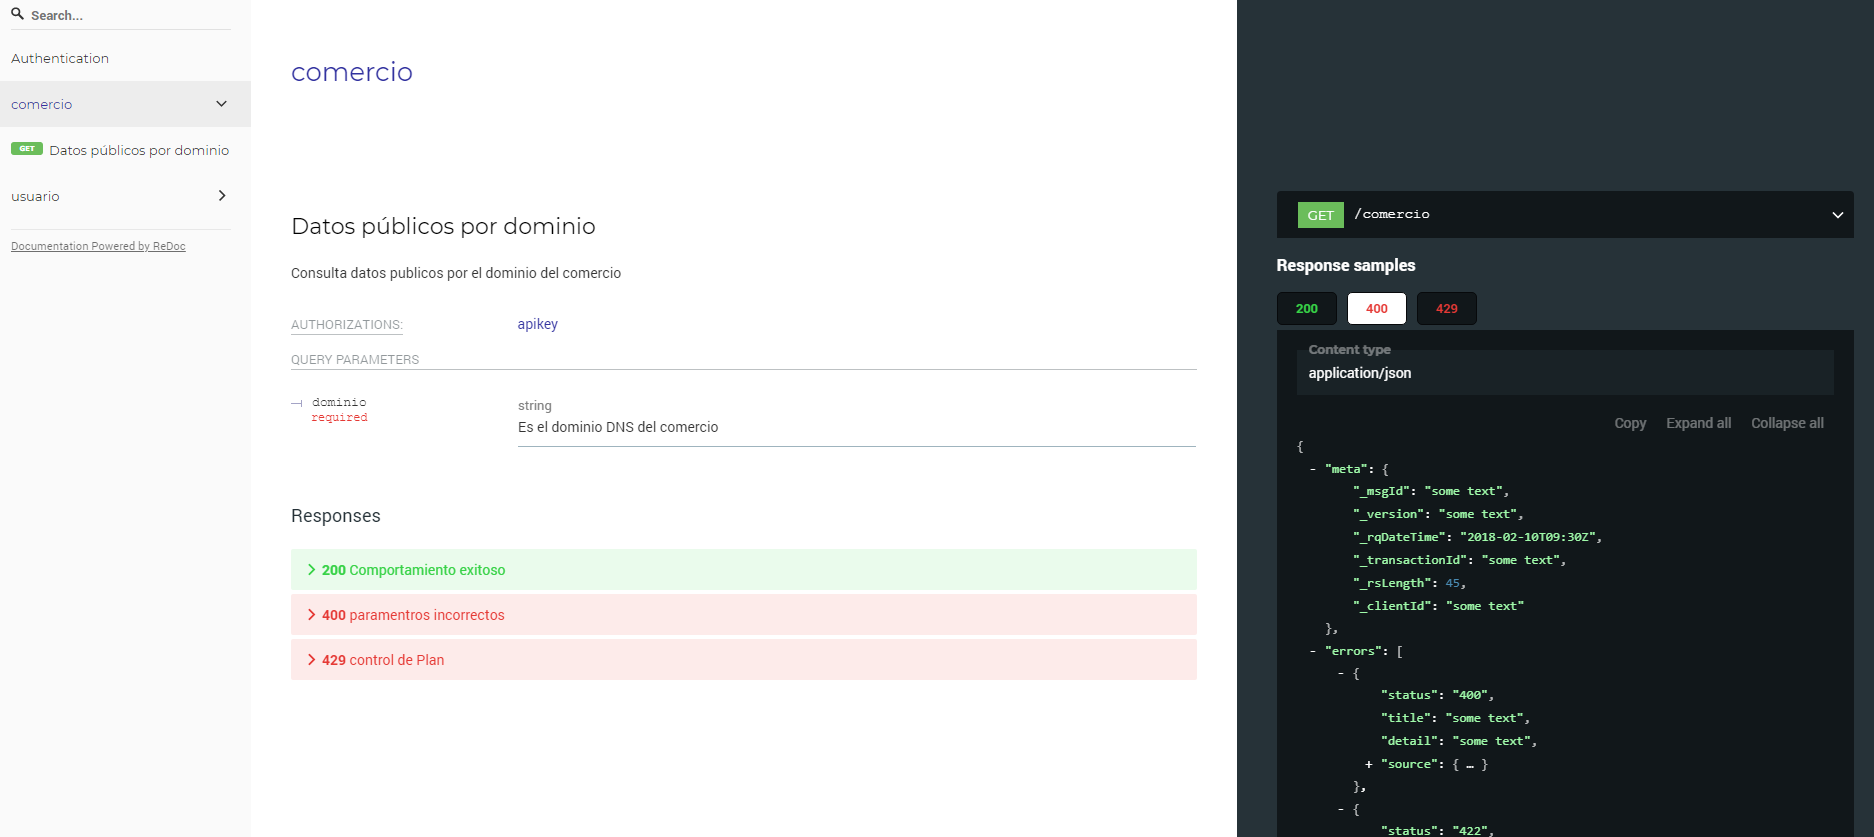 Search...
Authentication
comercio
GET Datos públicos por dominio
usuario
Documentation Powered by ReDoc
comercio
Datos públicos por dominio
Consulta datos publicos por el dominio del comercio
AUTHORIZATIONS: apikey
QUERY PARAMETERS
dominio
required
string
Es el dominio DNS del comercio
Responses
200 Comportamiento exitoso
400 paramentros incorrectos
429 control de Plan
GET /comercio
Response samples
200 400 429
Content type
application/json
Copy Expand all Collapse all
{
- "meta": {
"_msgId": "some text",
"_version": "some text",
"_rqDateTime": "2018-02-10T09:30Z",
"_transactionId": "some text",
"_rsLength": 45,
"_clientId": "some text"
},
- "errors": [
- {
"status": "400",
"title": "some text",
"detail": "some text",
+ "source": { … }
},
- {
"status": "422",